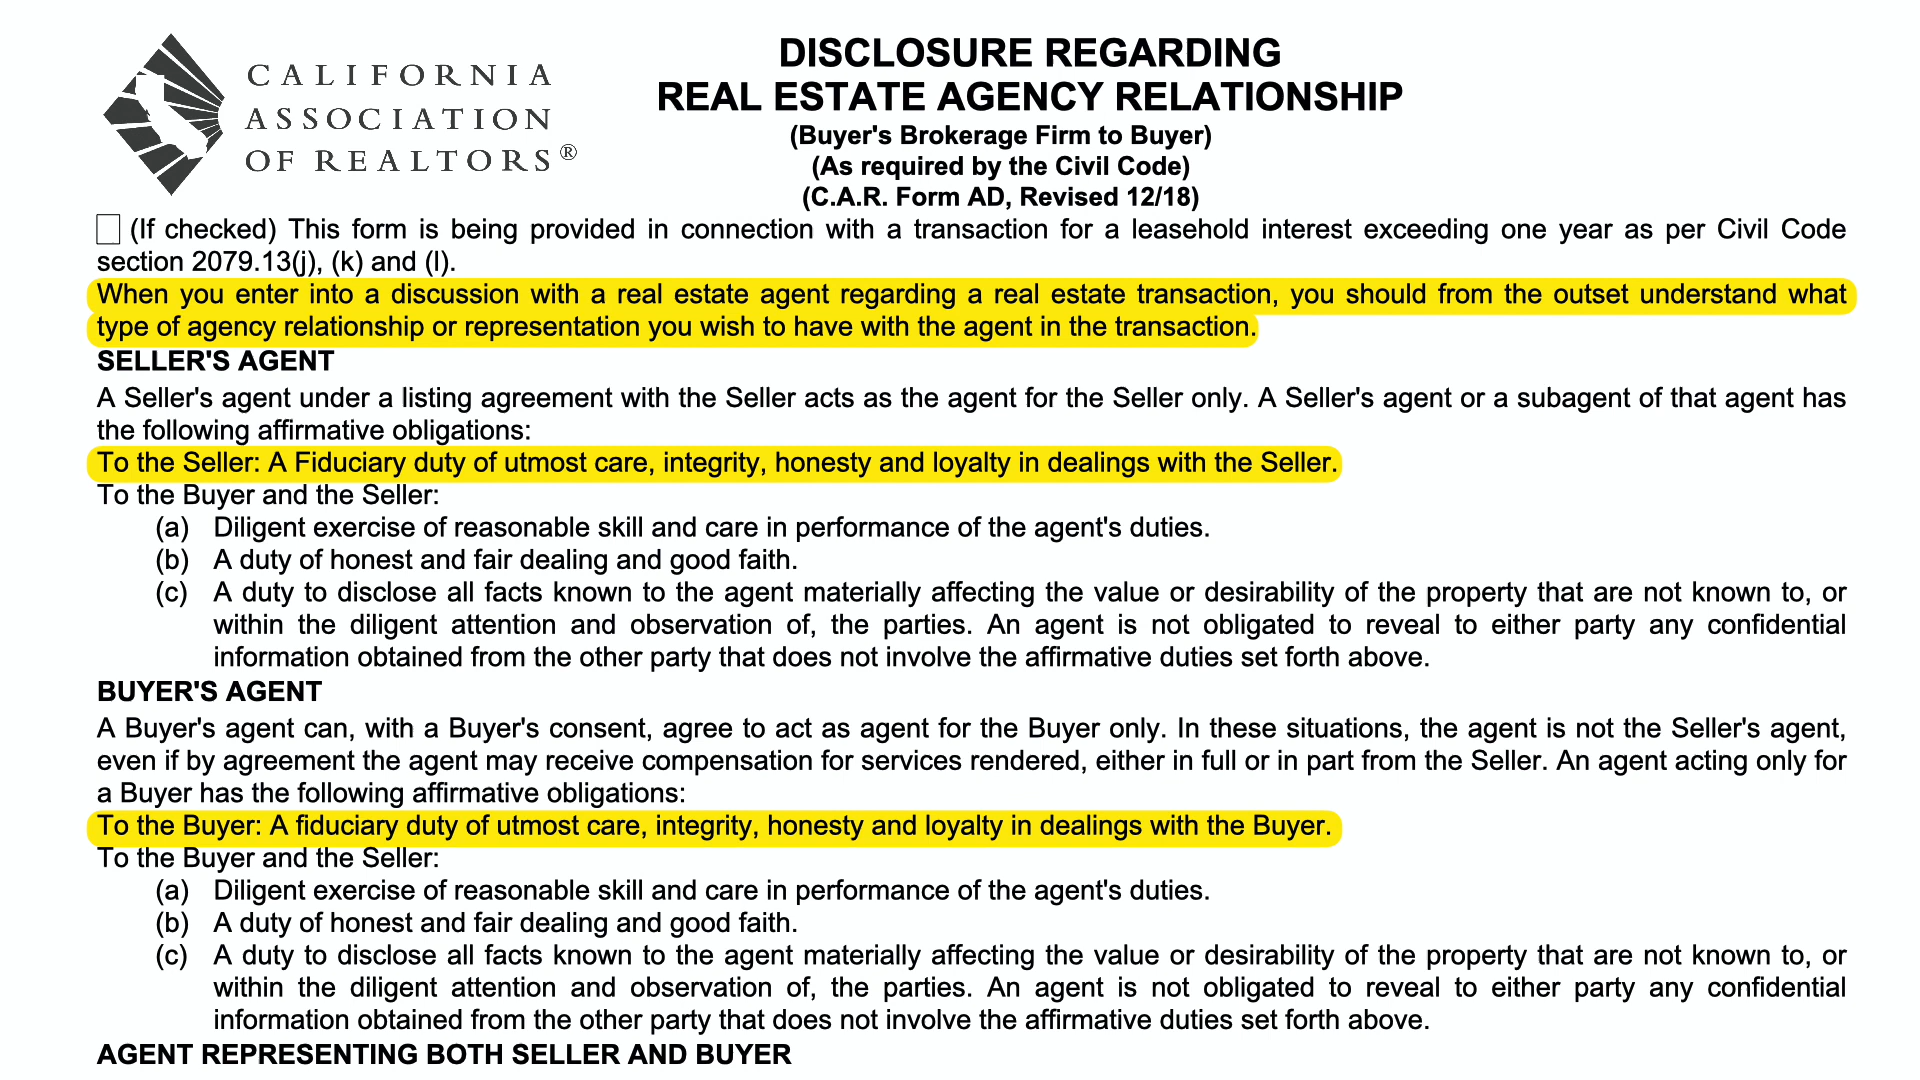 CALIFORNIA
ASSOCIATION
OF REALTORS®
DISCLOSURE REGARDING
REAL ESTATE AGENCY RELATIONSHIP
(Buyer's Brokerage Firm to Buyer)
(As required by the Civil Code)
(C.A.R. Form AD, Revised 12/18)
(If checked) This form is being provided in connection with a transaction for a leasehold interest exceeding one year as per Civil Code
section 2079.13(j), (k) and (l).
When you enter into a discussion with a real estate agent regarding a real estate transaction, you should from the outset understand what
type of agency relationship or representation you wish to have with the agent in the transaction.
SELLER'S AGENT
A Seller's agent under a listing agreement with the Seller acts as the agent for the Seller only. A Seller's agent or a subagent of that agent has
the following affirmative obligations:
To the Seller: A Fiduciary duty of utmost care, integrity, honesty and loyalty in dealings with the Seller.
To the Buyer and the Seller:
(a) Diligent exercise of reasonable skill and care in performance of the agent's duties.
(b) A duty of honest and fair dealing and good faith.
(c) A duty to disclose all facts known to the agent materially affecting the value or desirability of the property that are not known to, or
within the diligent attention and observation of, the parties. An agent is not obligated to reveal to either party any confidential
information obtained from the other party that does not involve the affirmative duties set forth above.
BUYER'S AGENT
A Buyer's agent can, with a Buyer's consent, agree to act as agent for the Buyer only. In these situations, the agent is not the Seller's agent,
even if by agreement the agent may receive compensation for services rendered, either in full or in part from the Seller. An agent acting only for
a Buyer has the following affirmative obligations:
To the Buyer: A fiduciary duty of utmost care, integrity, honesty and loyalty in dealings with the Buyer.
To the Buyer and the Seller:
(a) Diligent exercise of reasonable skill and care in performance of the agent's duties.
(b) A duty of honest and fair dealing and good faith.
(c) A duty to disclose all facts known to the agent materially affecting the value or desirability of the property that are not known to, or
within the diligent attention and observation of, the parties. An agent is not obligated to reveal to either party any confidential
information obtained from the other party that does not involve the affirmative duties set forth above.
AGENT REPRESENTING BOTH SELLER AND BUYER